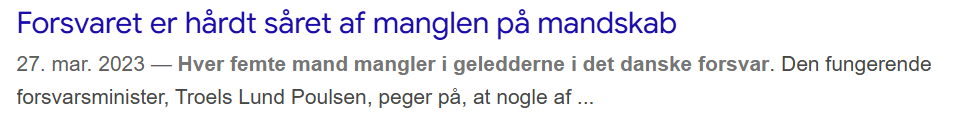 Forsvaret er hårdt såret af manglen på mandskab
27. mar. 2023 — Hver femte mand mangler i geledderne i det danske forsvar. Den fungerende
forsvarsminister, Troels Lund Poulsen, peger på, at nogle af ...